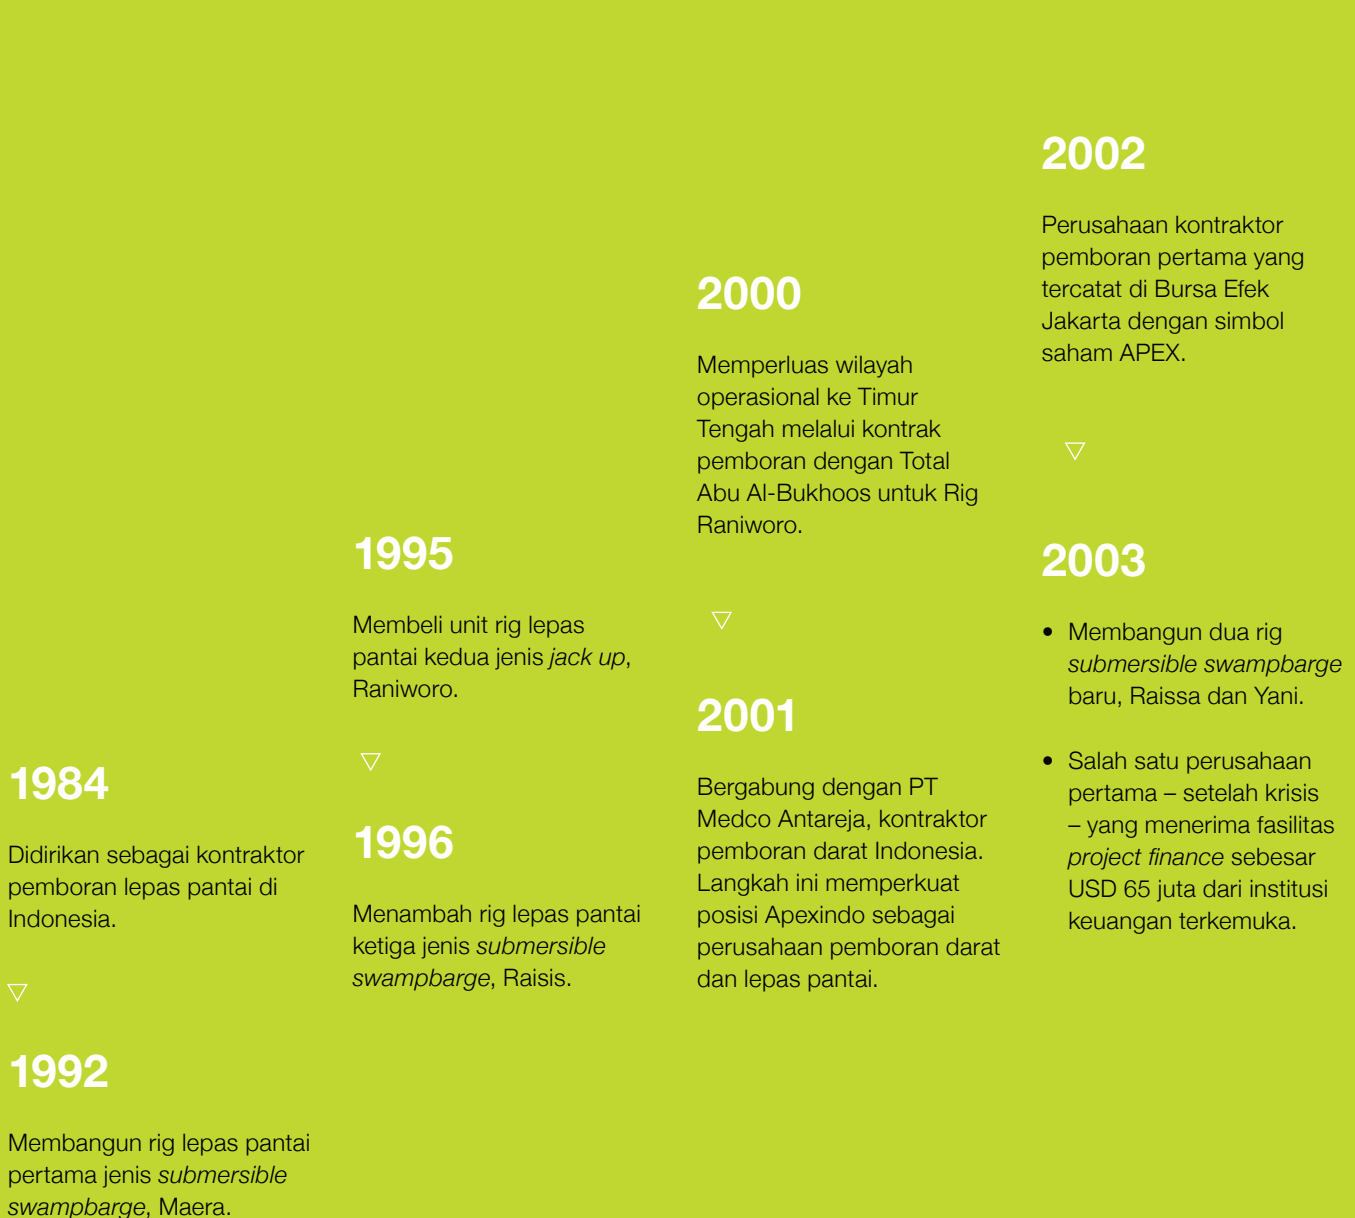 1984
Didirikan sebagai kontraktor
pemboran lepas pantai di
Indonesia.
1992
Membangun rig lepas pantai
pertama jenis submersible
swampbarge, Maera.
1995
Membeli unit rig lepas
pantai kedua jenis jack up,
Raniworo.
1996
Menambah rig lepas pantai
ketiga jenis submersible
swampbarge, Raisis.
2000
Memperluas wilayah
operasional ke Timur
Tengah melalui kontrak
pemboran dengan Total
Abu Al-Bukhoos untuk Rig
Raniworo.
2001
Bergabung dengan PT
Medco Antareja, kontraktor
pemboran darat Indonesia.
Langkah ini memperkuat
posisi Apexindo sebagai
perusahaan pemboran darat
dan lepas pantai.
2002
Perusahaan kontraktor
pemboran pertama yang
tercatat di Bursa Efek
Jakarta dengan simbol
saham APEX.
2003
• Membangun dua rig
submersible swampbarge
baru, Raissa dan Yani.
• Salah satu perusahaan
pertama – setelah krisis
– yang menerima fasilitas
project finance sebesar
USD 65 juta dari institusi
keuangan terkemuka.